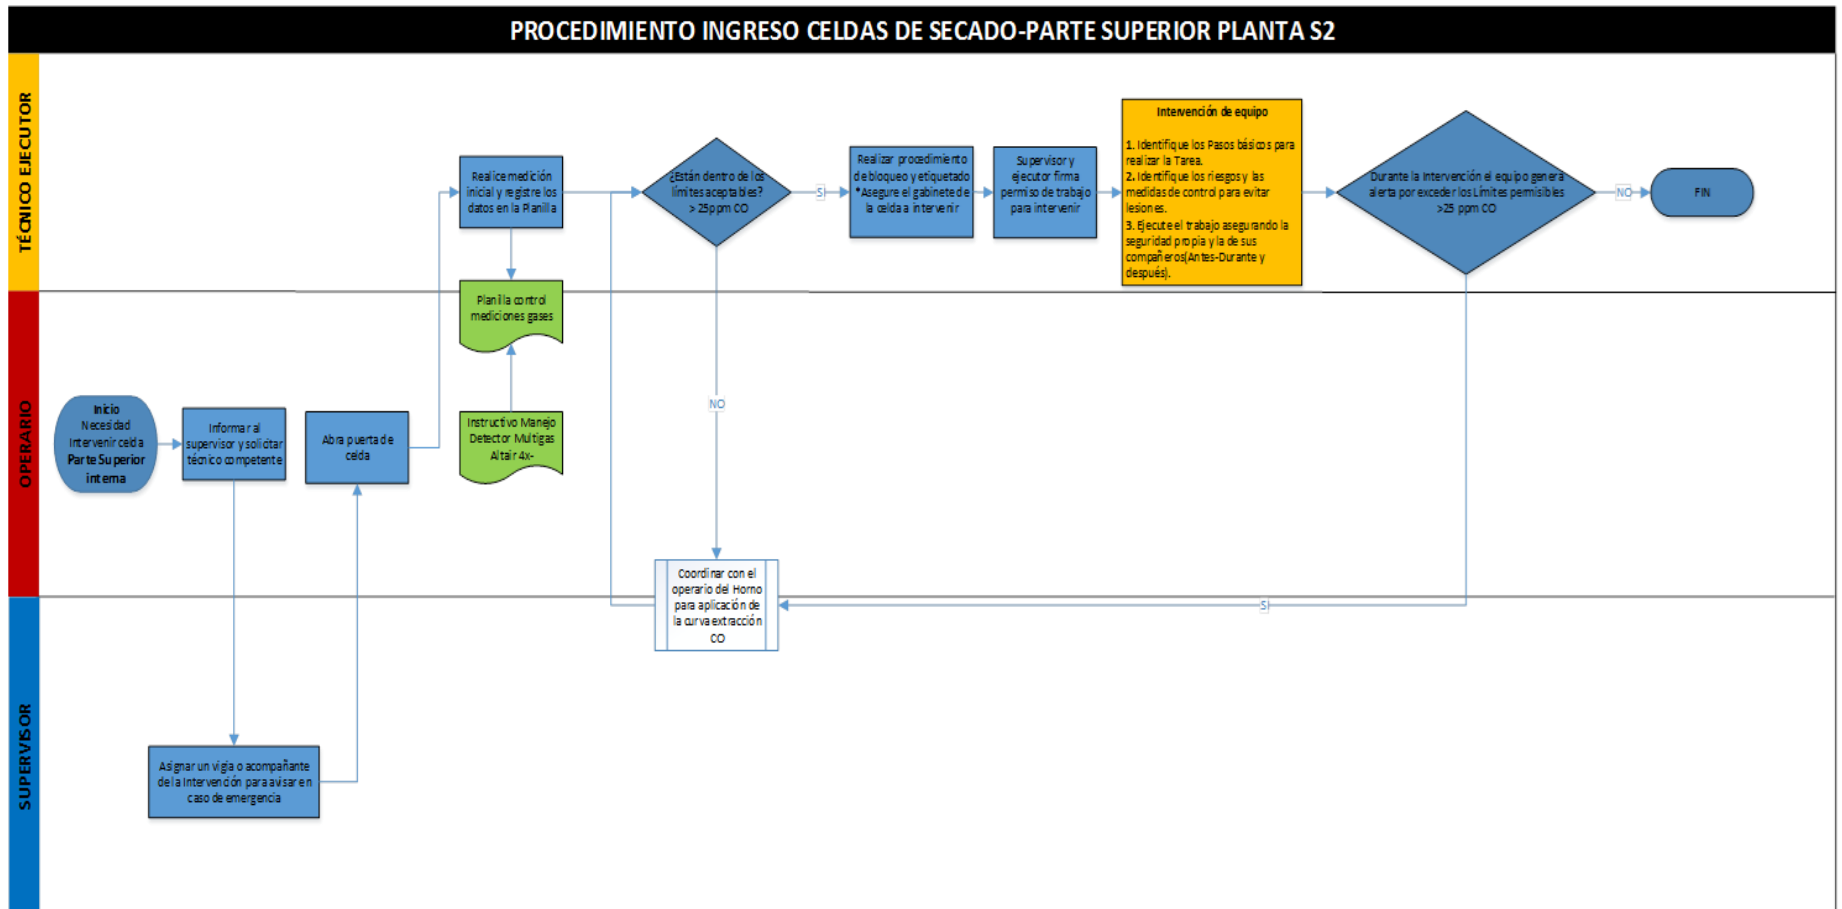 PROCEDIMIENTO INGRESO CELDAS DE SECADO-PARTE SUPERIOR PLANTA S2
TÉCNICO EJECUTOR
Realice medición
inicial y registre los
datos en la Planilla
¿Están dentro de los
límites aceptables?
> 25ppm CO
SI
Realizar procedimiento
de bloqueo y etiquetado
*Asegure el gabinete de
la celda a intervenir
Supervisor y
ejecutor firma
permiso de trabajo
para intervenir
Intervención de equipo
1. Identifique los Pasos básicos para
realizar la Tarea.
2. Identifique los riesgos y las
medidas de control para evitar
lesiones.
3. Ejecute el trabajo asegurando la
seguridad propia y la de sus
compañeros(Antes-Durante y
después).
Durante la Intervención el equipo genera
alerta por exceder los Límites permisibles
>25 ppm CO
NO
FIN
OPERARIO
Planilla control
mediciones gases
Inicio
Necesidad
Intervenir celda
Parte Superior
interna
Informar al
supervisor y solicitar
técnico competente
Abra puerta de
celda
Instructivo Manejo
Detector Multigas
Altair 4x-
NO
Coordinar con el
operario del Horno
para aplicación de
la curva extracción
CO
SI
SUPERVISOR
Asignar un vigia o acompañante
de la Intervención para avisar en
caso de emergencia